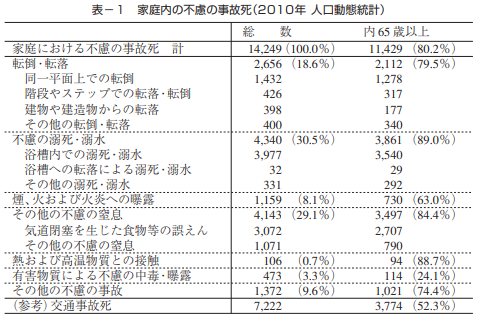 表－1　家庭内の不慮の事故死(2010年 人口動態統計)
総　　数　　内65歳以上
家庭における不慮の事故死　計　14,249 (100.0%)　11,429 (80.2%)
転倒･転落　2,656 (18.6%)　2,112 (79.5%)
同一平面上での転倒　1,432　1,278
階段やステップでの転落･転倒　426　317
建物や建造物からの転落　398　177
その他の転倒･転落　400　340
不慮の溺死･溺水　4,340 (30.5%)　3,861 (89.0%)
浴槽内での溺死･溺水　3,977　3,540
浴槽への転落による溺死･溺水　32　29
その他の溺死･溺水　331　292
煙、火および火炎への曝露　1,159 (8.1%)　730 (63.0%)
その他の不慮の窒息　4,143 (29.1%)　3,497 (84.4%)
気道閉塞を生じた食物等の誤えん　3,072　2,707
その他の不慮の窒息　1,071　790
熱および高温物質との接触　106 (0.7%)　94 (88.7%)
有害物質による不慮の中毒･曝露　473 (3.3%)　114 (24.1%)
その他の不慮の事故　1,372 (9.6%)　1,021 (74.4%)
(参考) 交通事故死　7,222　3,774 (52.3%)